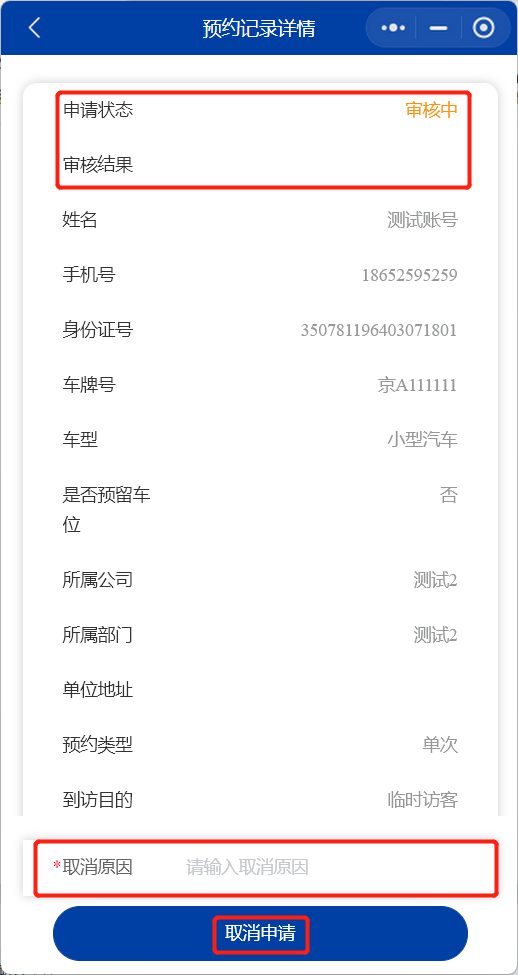 预约记录详情
申请状态 审核中
审核结果
姓名 测试账号
手机号 18652595259
身份证号 350781196403071801
车牌号 京A111111
车型 小型汽车
是否预留车 否
位
所属公司 测试2
所属部门 测试2
单位地址
预约类型 单次
到访目的 临时访客
*取消原因 请输入取消原因
取消申请